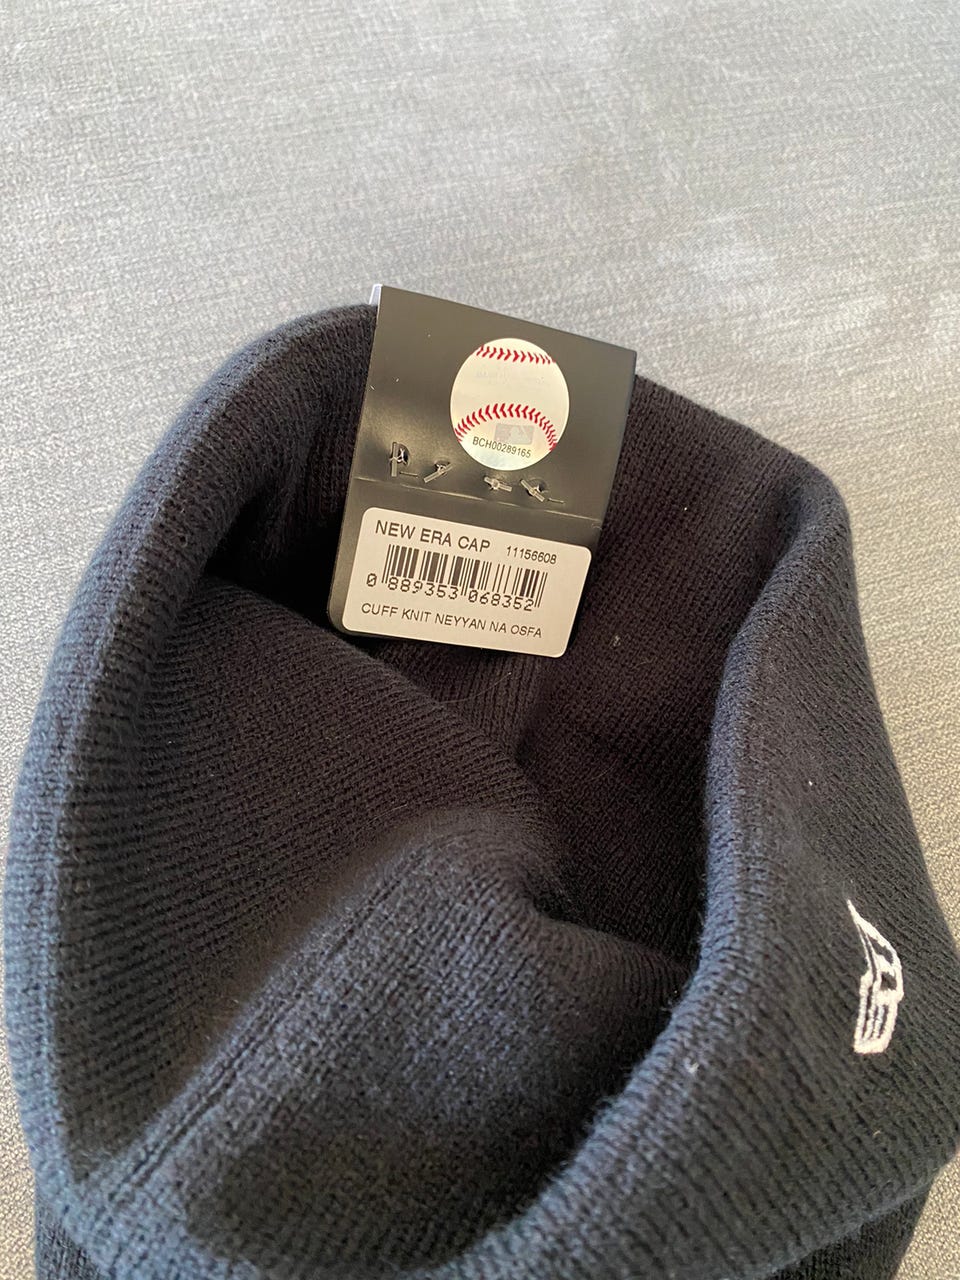 BCH00289165
NEW ERA CAP 11156608
0 889353 068352
CUFF KNIT NEYYAN NA OSFA